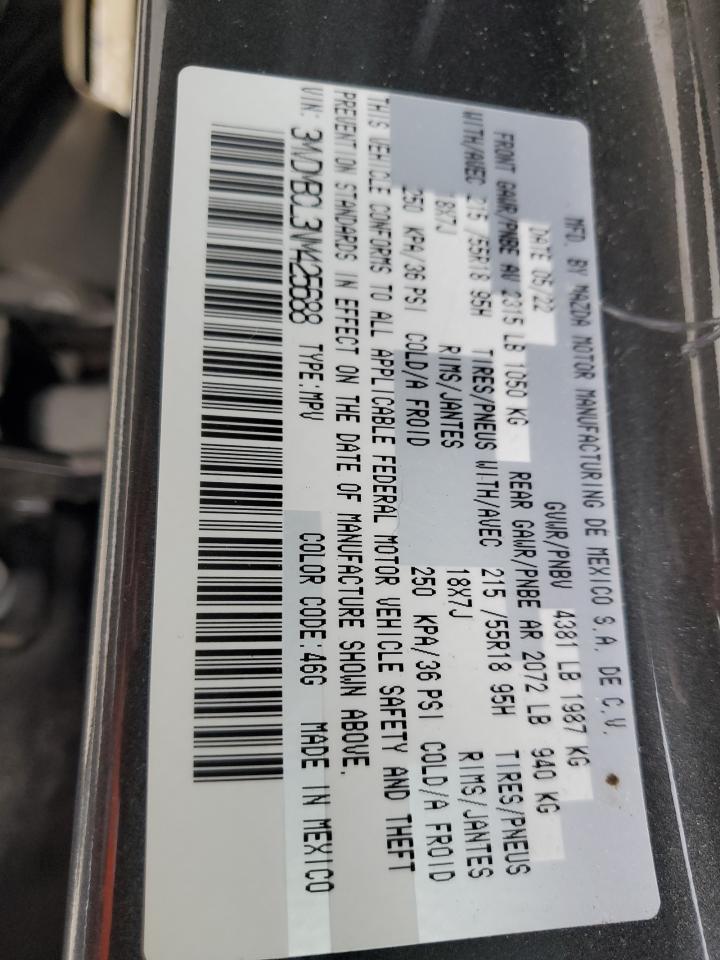 MFD. BY MAZDA MOTOR MANUFACTURING DE MEXICO S.A. DE C.V.
DATE 05/22 GVWR/PNBV 4381 LB 1987 KG
FRONT GAWR/PNBE AV 2315 LB 1050 KG REAR GAWR/PNBE AR 2072 LB 940 KG
WITH/AVEC 215 /55R18 95H TIRES/PNEUS WITH/AVEC 215 /55R18 95H TIRES/PNEUS
18X7J RIMS/JANTES 18X7J RIMS/JANTES
250 KPA/36 PSI COLD/A FROID 250 KPA/36 PSI COLD/A FROID
THIS VEHICLE CONFORMS TO ALL APPLICABLE FEDERAL MOTOR VEHICLE SAFETY AND THEFT
PREVENTION STANDARDS IN EFFECT ON THE DATE OF MANUFACTURE SHOWN ABOVE.
VIN: 3MVDMBCL3NM425688 TYPE:MPV COLOR CODE:46G MADE IN MEXICO